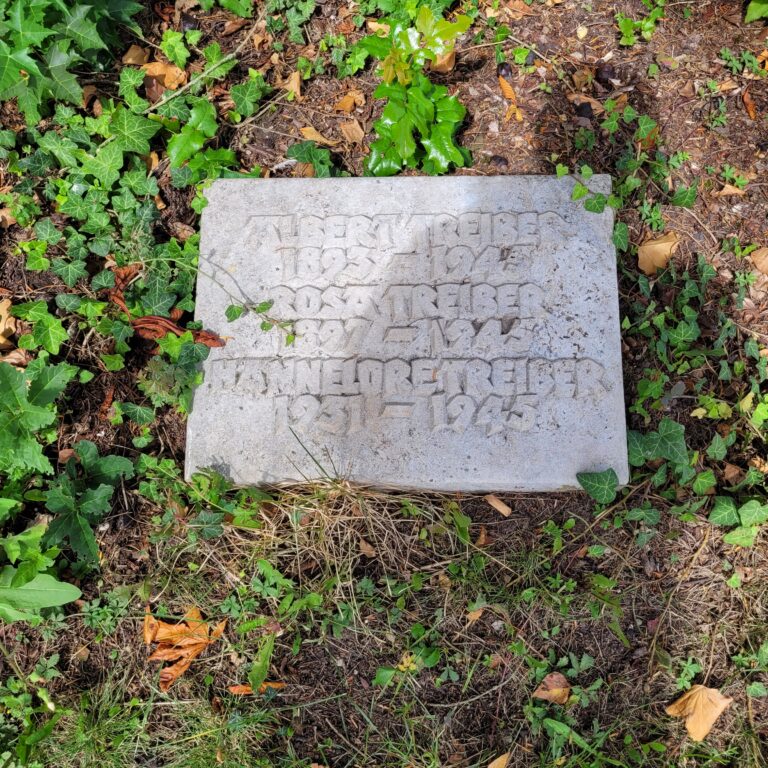 ALBERT TREIBER
1893 – 1945
ROSA TREIBER
1897 – 1945
HANNELORE TREIBER
1931 – 1945